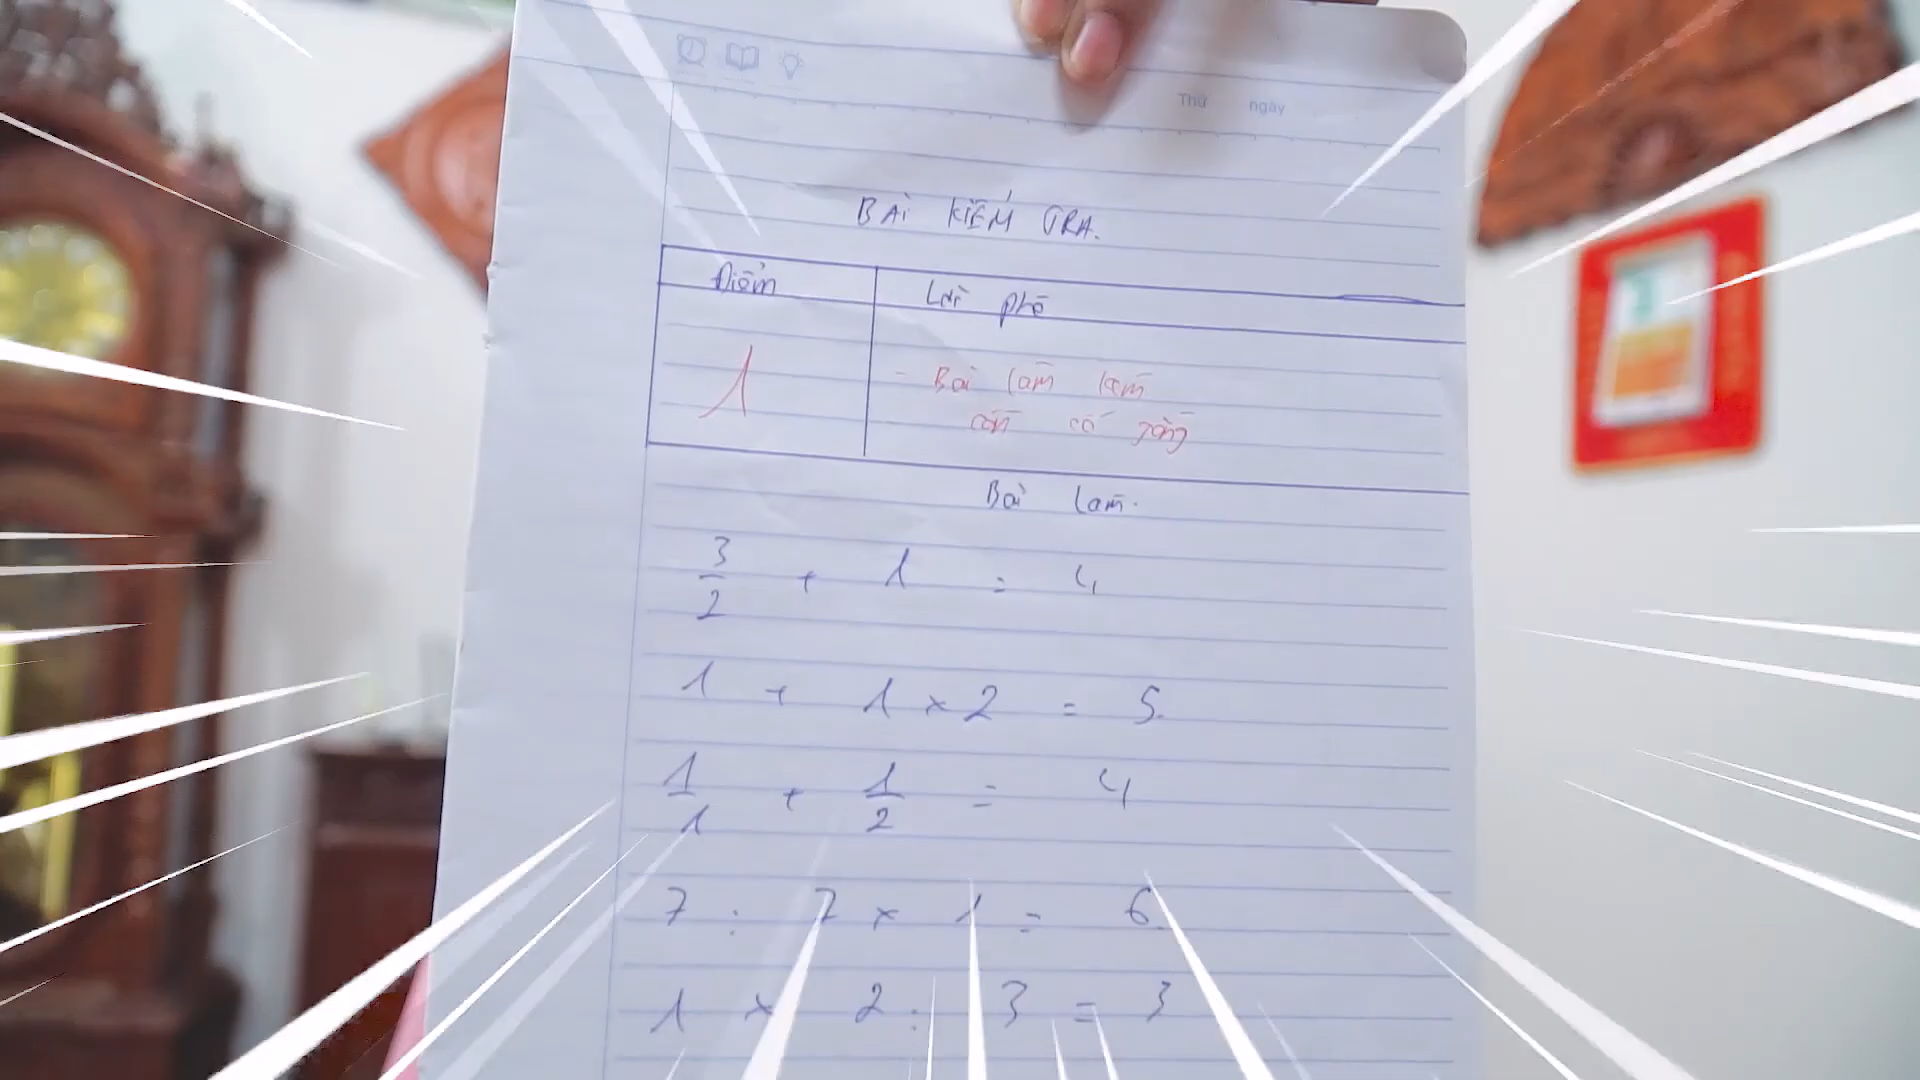 Thứ ngày
BÀI KIỂM TRA.
Điểm
Lời phê
1
- Bài làm kém
cần cố gắng
Bài làm.
3/2 + 1 = 4
1 + 1 x 2 = 5.
1/1 + 1/2 = 4
7 : 7 x 1 = 6.
1 x 2 : 3 = 3